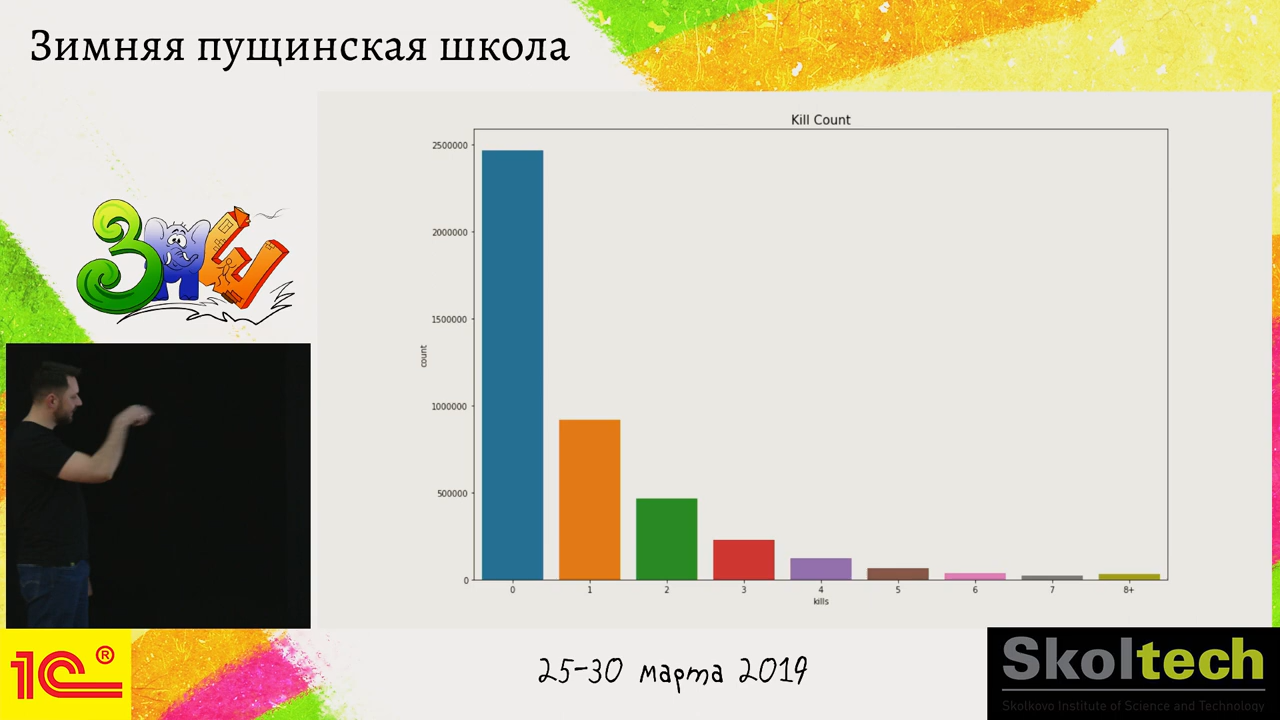 Зимняя пущинская школа
Kill Count
2500000
2000000
1500000
1000000
500000
0
count
0 1 2 3 4 5 6 7 8+
kills
ЗПШ
1С®
25-30 марта 2019
Skoltech
Skolkovo Institute of Science and Technology